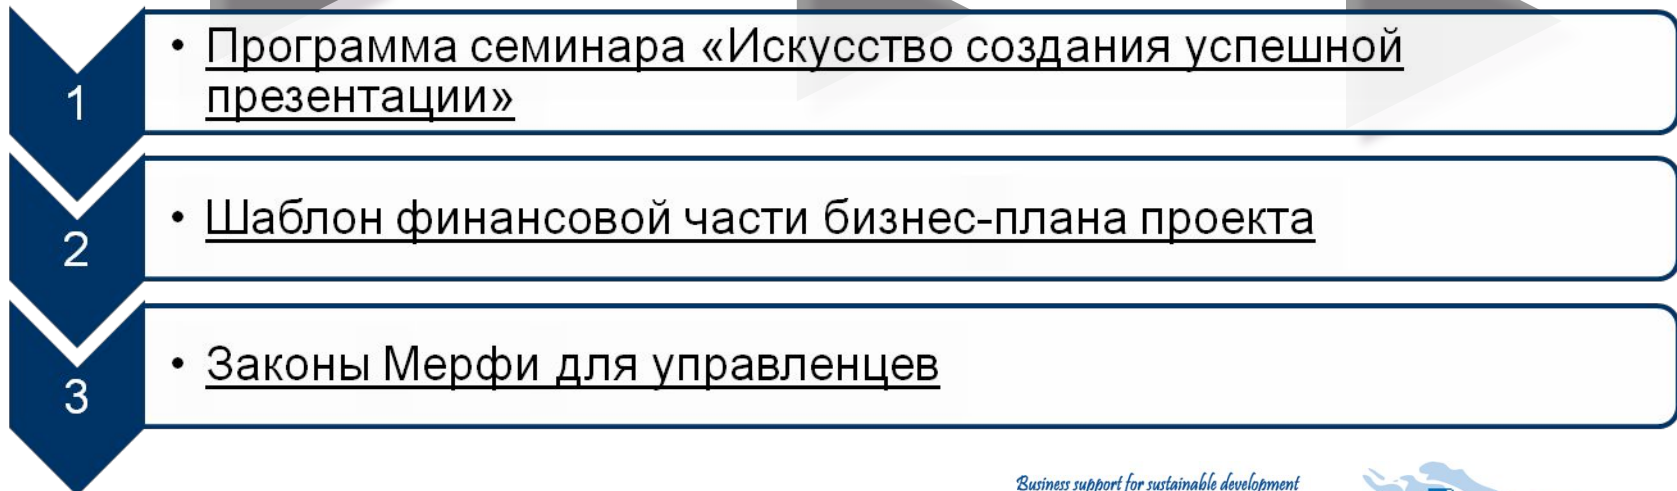 1
• Программа семинара «Искусство создания успешной
презентации»
2
• Шаблон финансовой части бизнес-плана проекта
3
• Законы Мерфи для управленцев
Business support for sustainable development